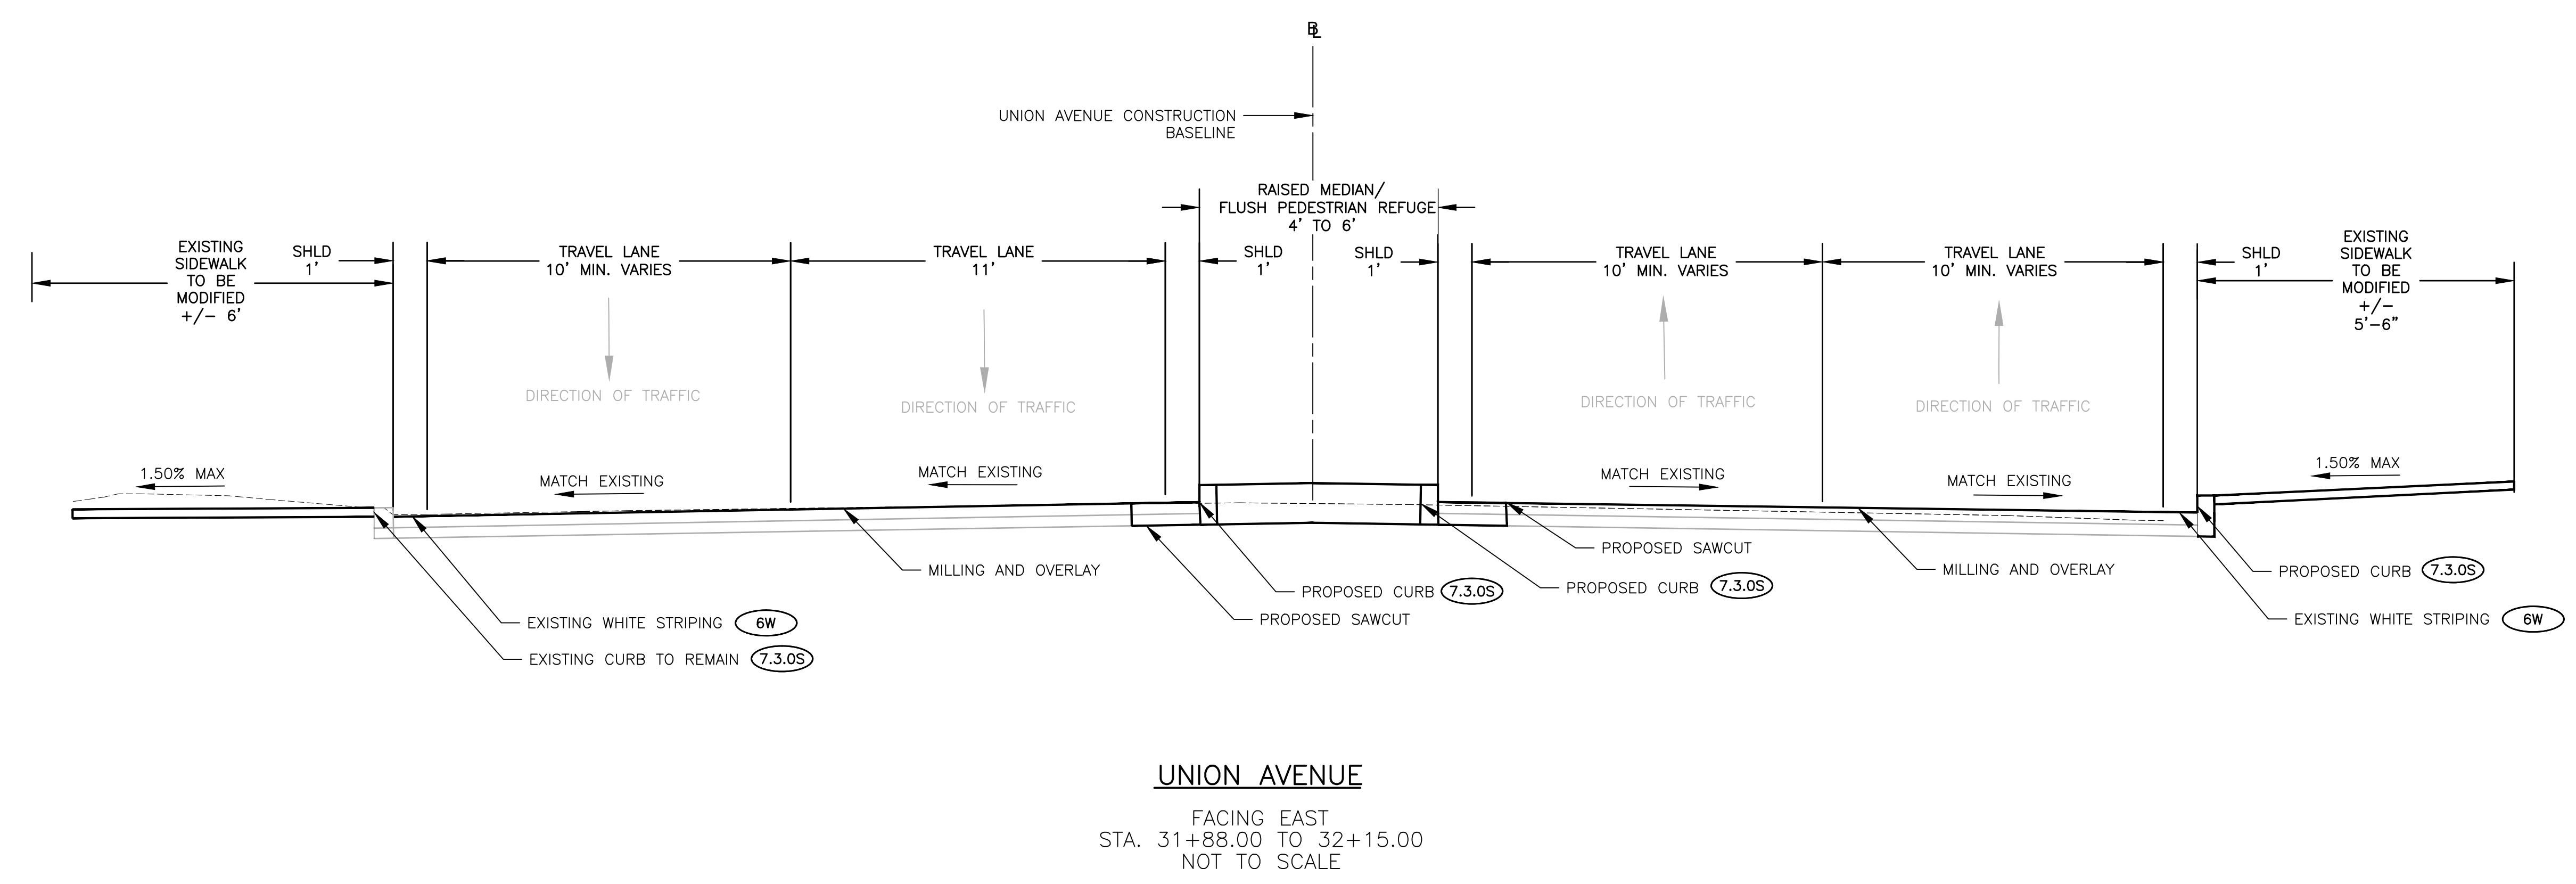 BL
UNION AVENUE CONSTRUCTION
BASELINE
RAISED MEDIAN/
FLUSH PEDESTRIAN REFUGE
4' TO 6'
EXISTING
SIDEWALK
TO BE
MODIFIED
+/- 6'
SHLD
1'
TRAVEL LANE
10' MIN. VARIES
TRAVEL LANE
11'
SHLD
1'
SHLD
1'
TRAVEL LANE
10' MIN. VARIES
TRAVEL LANE
10' MIN. VARIES
SHLD
1'
EXISTING
SIDEWALK
TO BE
MODIFIED
+/-
5'-6"
DIRECTION OF TRAFFIC
DIRECTION OF TRAFFIC
DIRECTION OF TRAFFIC
DIRECTION OF TRAFFIC
1.50% MAX
MATCH EXISTING
MATCH EXISTING
MATCH EXISTING
MATCH EXISTING
1.50% MAX
MILLING AND OVERLAY
EXISTING WHITE STRIPING 6W
EXISTING CURB TO REMAIN 7.3.0S
PROPOSED CURB 7.3.0S
PROPOSED SAWCUT
PROPOSED SAWCUT
PROPOSED CURB 7.3.0S
MILLING AND OVERLAY
PROPOSED CURB 7.3.0S
EXISTING WHITE STRIPING 6W
UNION AVENUE
FACING EAST
STA. 31+88.00 TO 32+15.00
NOT TO SCALE